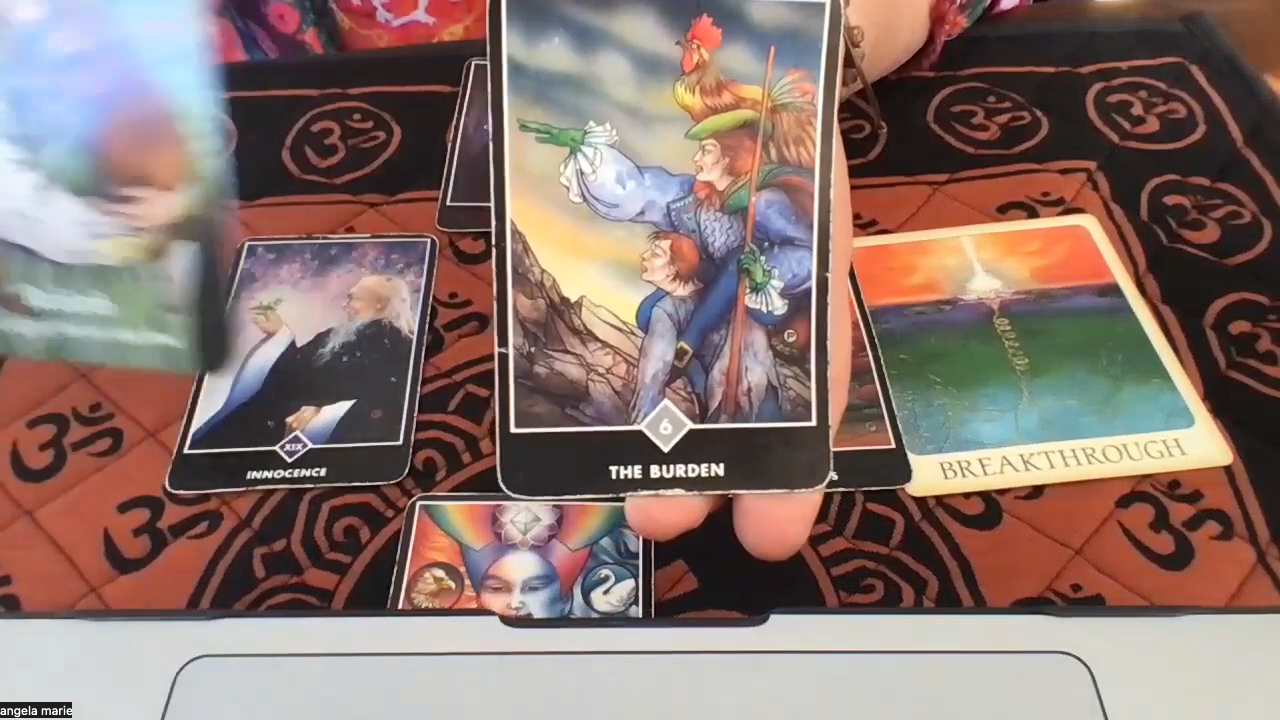 6
THE BURDEN
XIX
INNOCENCE
S
BREAKTHROUGH
ॐ
ॐ
ॐ
ॐ
ॐ
ॐ
ॐ
ॐ
angela marie